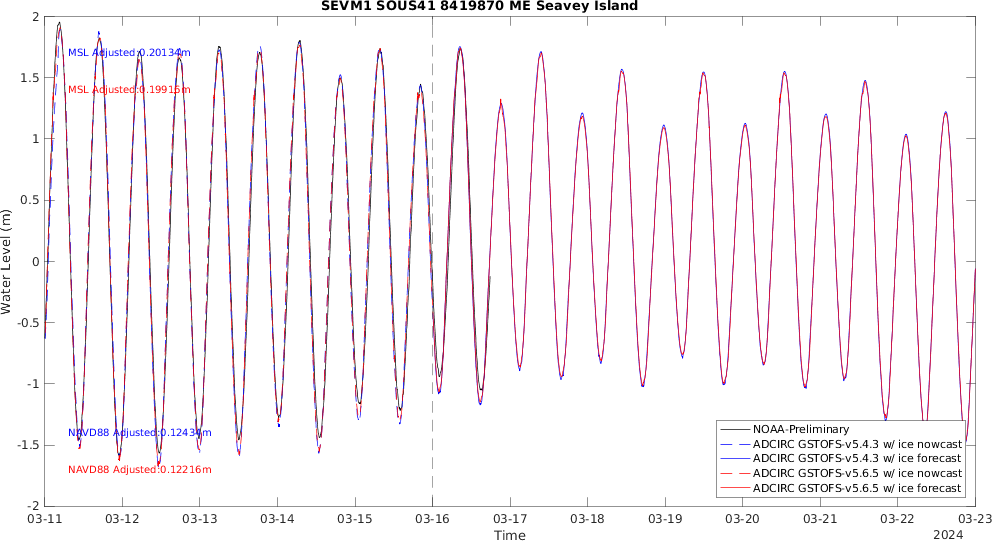 SEVM1 SOUS41 8419870 ME Seavey Island
2
1.5
1
0.5
0
-0.5
-1
-1.5
-2
Water Level (m)
MSL Adjusted:0.20134m
MSL Adjusted:0.19915m
NAVD88 Adjusted:0.12434m
NAVD88 Adjusted:0.12216m
NOAA-Preliminary
ADCIRC GSTOFS-v5.4.3 w/ ice nowcast
ADCIRC GSTOFS-v5.4.3 w/ ice forecast
ADCIRC GSTOFS-v5.6.5 w/ ice nowcast
ADCIRC GSTOFS-v5.6.5 w/ ice forecast
03-11 03-12 03-13 03-14 03-15 03-16 03-17 03-18 03-19 03-20 03-21 03-22 03-23
Time
2024